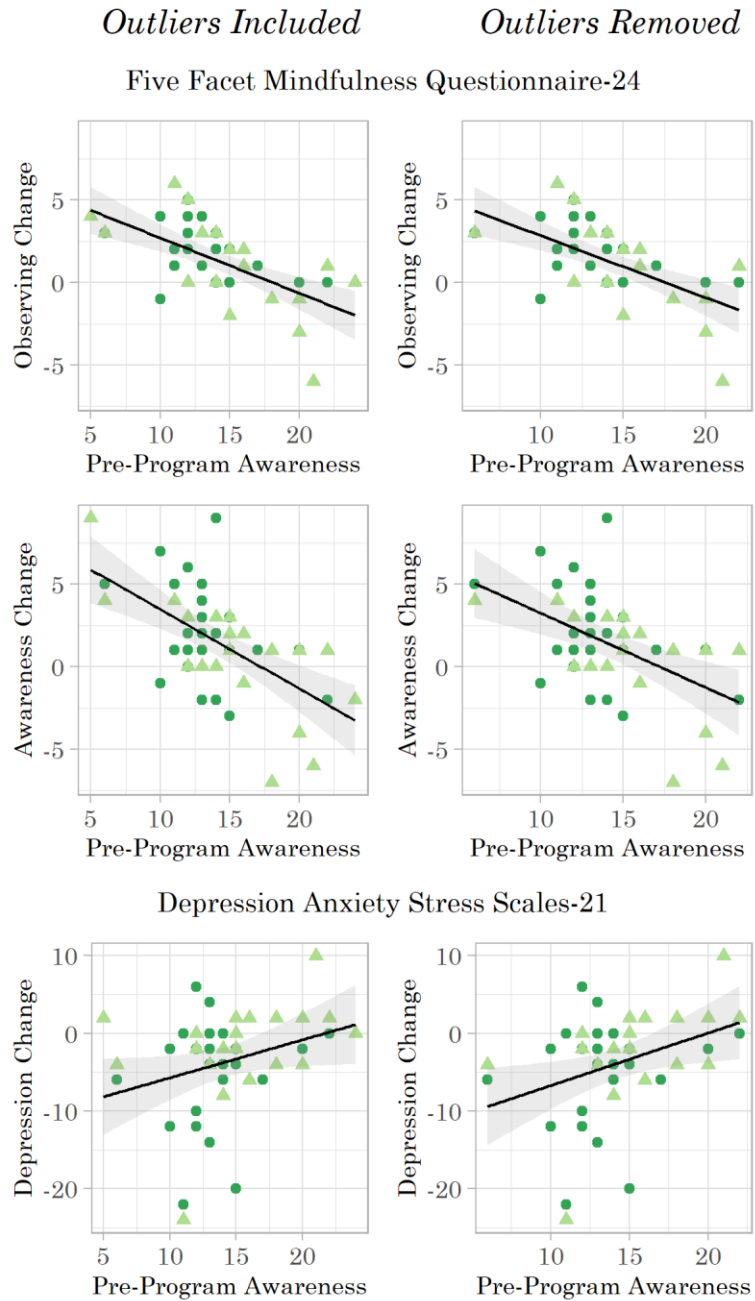 Outliers Included Outliers Removed
Five Facet Mindfulness Questionnaire-24
Observing Change
5
0
-5
5 10 15 20
Pre-Program Awareness
Observing Change
5
0
-5
10 15 20
Pre-Program Awareness
Awareness Change
5
0
-5
5 10 15 20
Pre-Program Awareness
Awareness Change
5
0
-5
10 15 20
Pre-Program Awareness
Depression Anxiety Stress Scales-21
Depression Change
10
0
-10
-20
5 10 15 20
Pre-Program Awareness
Depression Change
10
0
-10
-20
10 15 20
Pre-Program Awareness